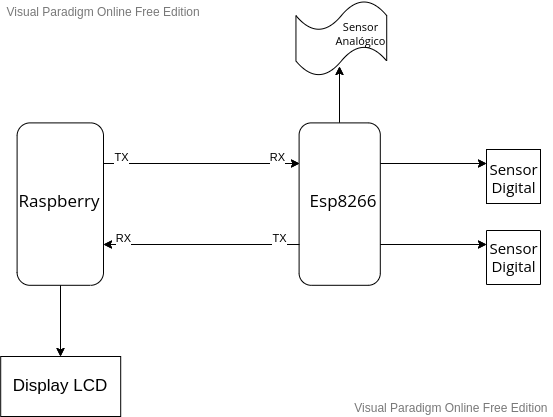 Visual Paradigm Online Free Edition
Sensor
Analógico
TX
RX
Raspberry
Esp8266
Sensor
Digital
RX
TX
Sensor
Digital
Display LCD
Visual Paradigm Online Free Edition